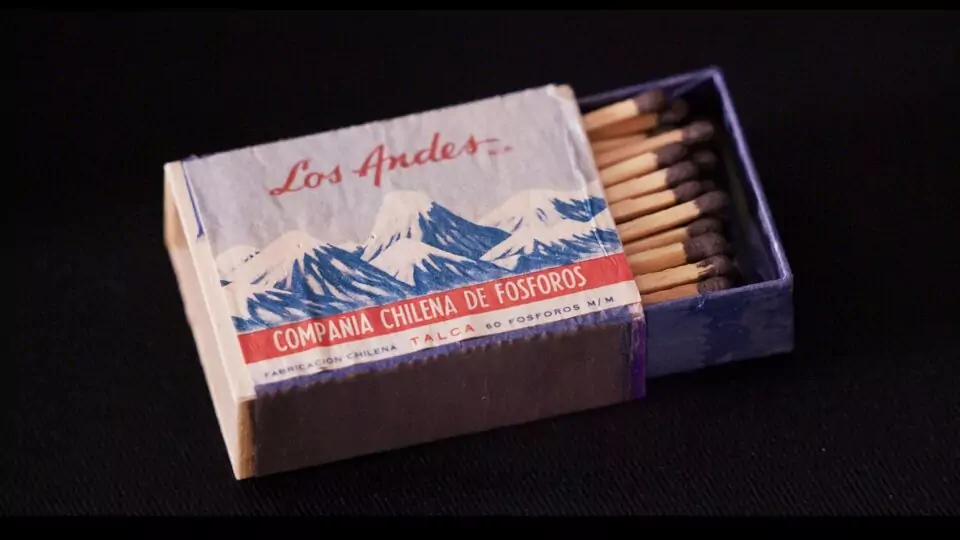 Los Andes
COMPAÑIA CHILENA DE FOSFOROS
FABRICACION CHILENA TALCA 60 FOSFOROS M/M